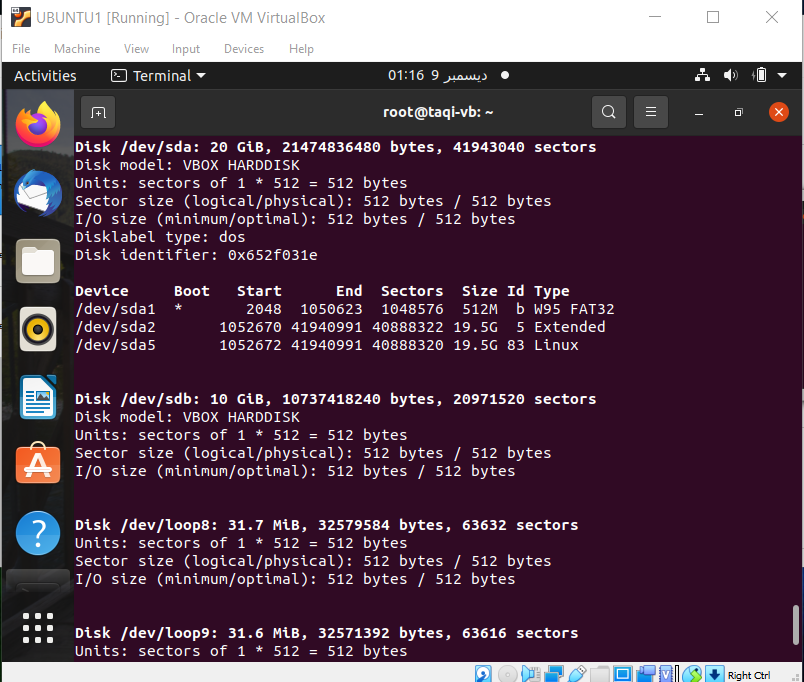 UBUNTU1 [Running] - Oracle VM VirtualBox
File Machine View Input Devices Help
Activities Terminal 01:16 9 ديسمبر
root@taqi-vb: ~
Disk /dev/sda: 20 GiB, 21474836480 bytes, 41943040 sectors
Disk model: VBOX HARDDISK
Units: sectors of 1 * 512 = 512 bytes
Sector size (logical/physical): 512 bytes / 512 bytes
I/O size (minimum/optimal): 512 bytes / 512 bytes
Disklabel type: dos
Disk identifier: 0x652f031e
Device Boot Start End Sectors Size Id Type
/dev/sda1 * 2048 1050623 1048576 512M b W95 FAT32
/dev/sda2 1052670 41940991 40888322 19.5G 5 Extended
/dev/sda5 1052672 41940991 40888320 19.5G 83 Linux
Disk /dev/sdb: 10 GiB, 10737418240 bytes, 20971520 sectors
Disk model: VBOX HARDDISK
Units: sectors of 1 * 512 = 512 bytes
Sector size (logical/physical): 512 bytes / 512 bytes
I/O size (minimum/optimal): 512 bytes / 512 bytes
Disk /dev/loop8: 31.7 MiB, 32579584 bytes, 63632 sectors
Units: sectors of 1 * 512 = 512 bytes
Sector size (logical/physical): 512 bytes / 512 bytes
I/O size (minimum/optimal): 512 bytes / 512 bytes
Disk /dev/loop9: 31.6 MiB, 32571392 bytes, 63616 sectors
Units: sectors of 1 * 512 = 512 bytes
Right Ctrl